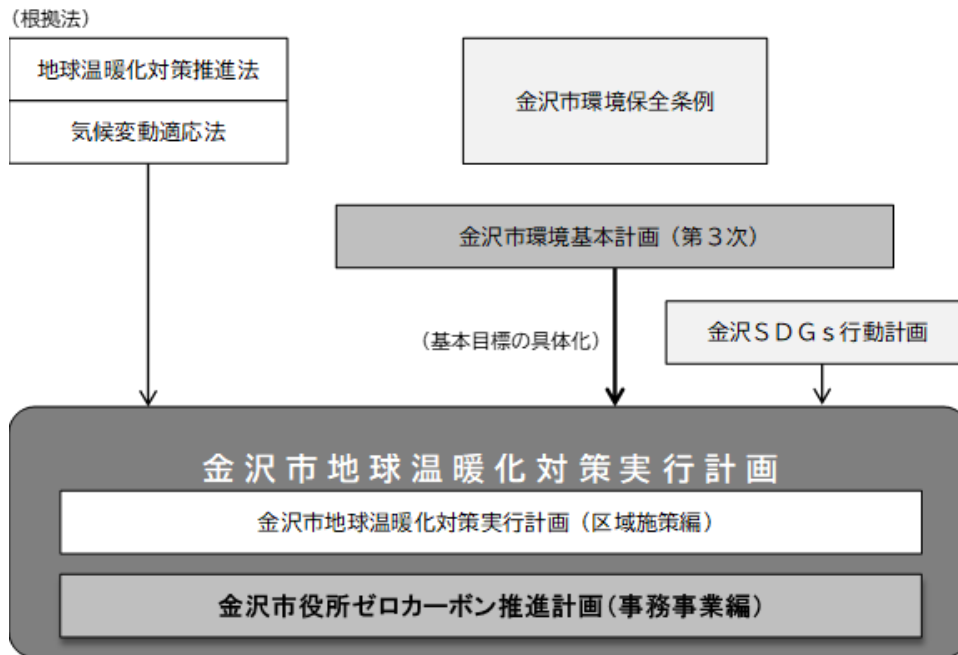 （根拠法）
地球温暖化対策推進法
気候変動適応法
金沢市環境保全条例
金沢市環境基本計画（第３次）
（基本目標の具体化）
金沢ＳＤＧｓ行動計画
金沢市地球温暖化対策実行計画
金沢市地球温暖化対策実行計画（区域施策編）
金沢市役所ゼロカーボン推進計画（事務事業編）